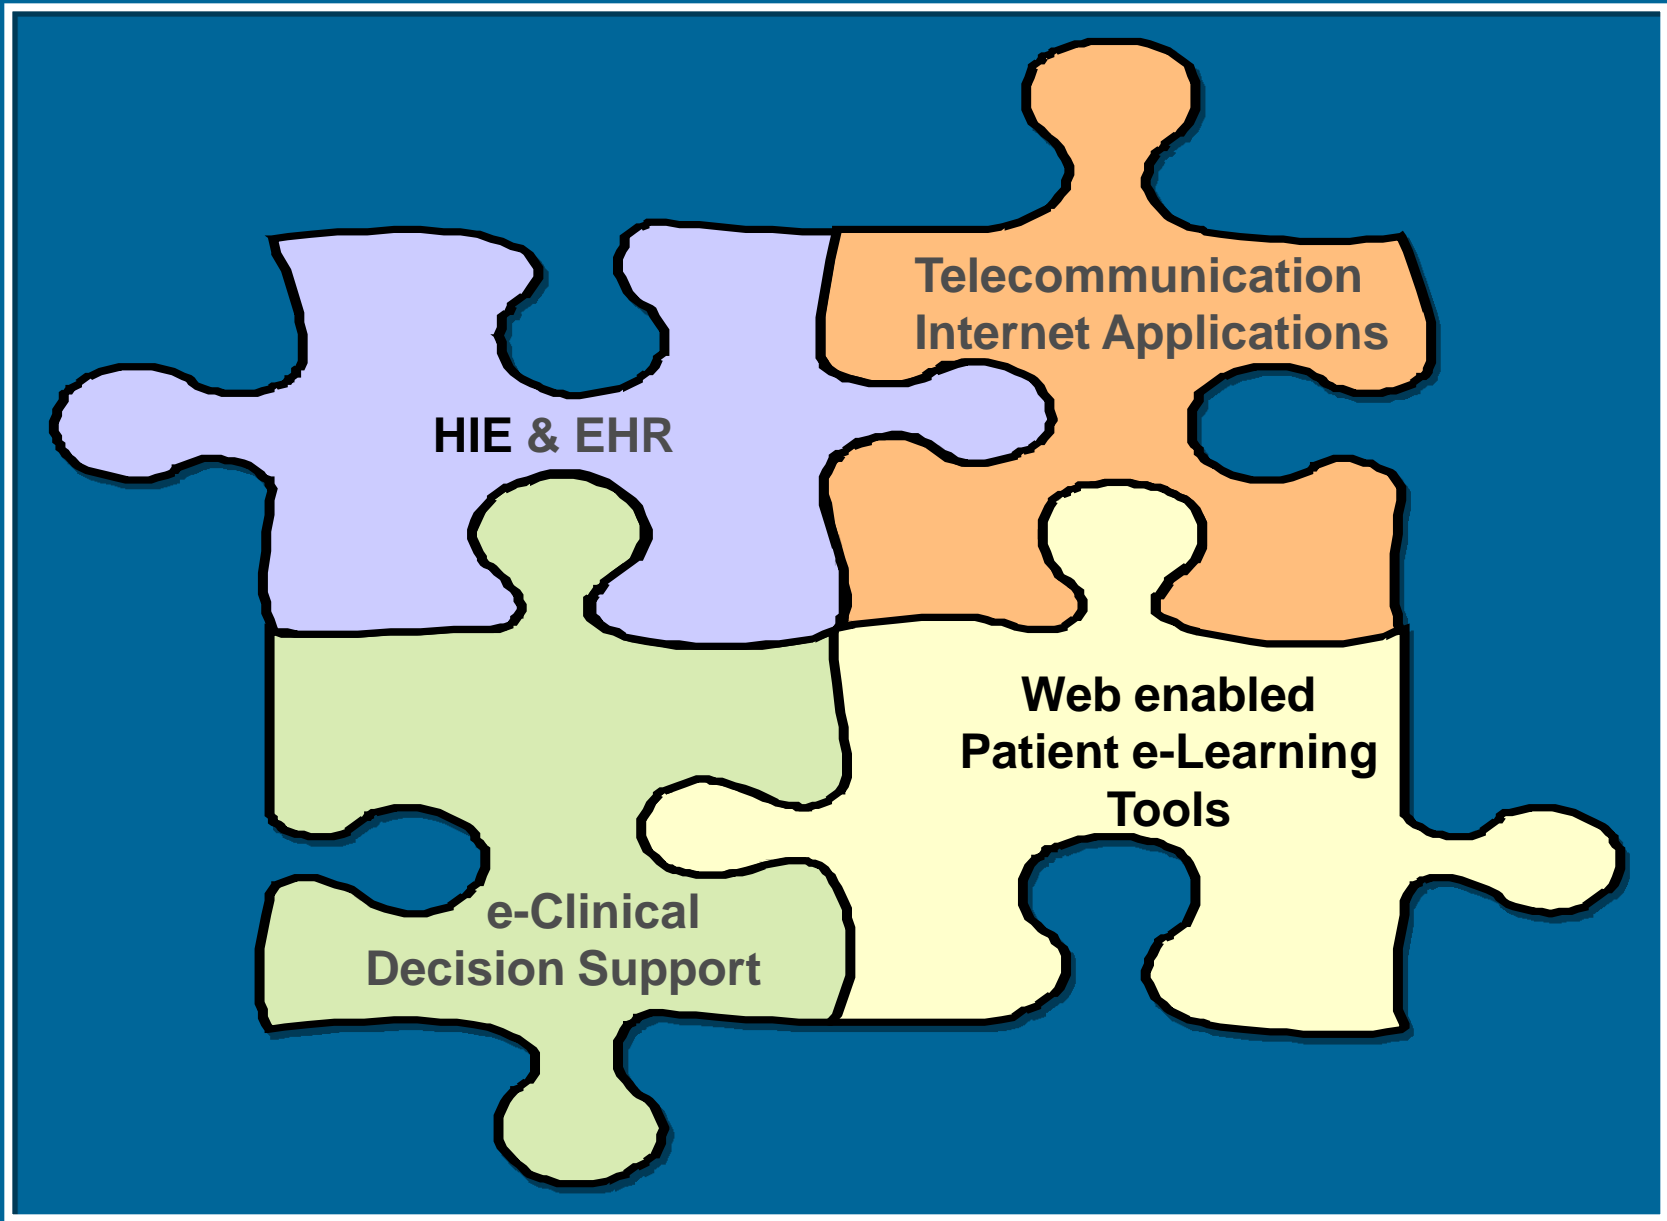 Telecommunication
Internet Applications
HIE & EHR
Web enabled
Patient e-Learning
Tools
e-Clinical
Decision Support